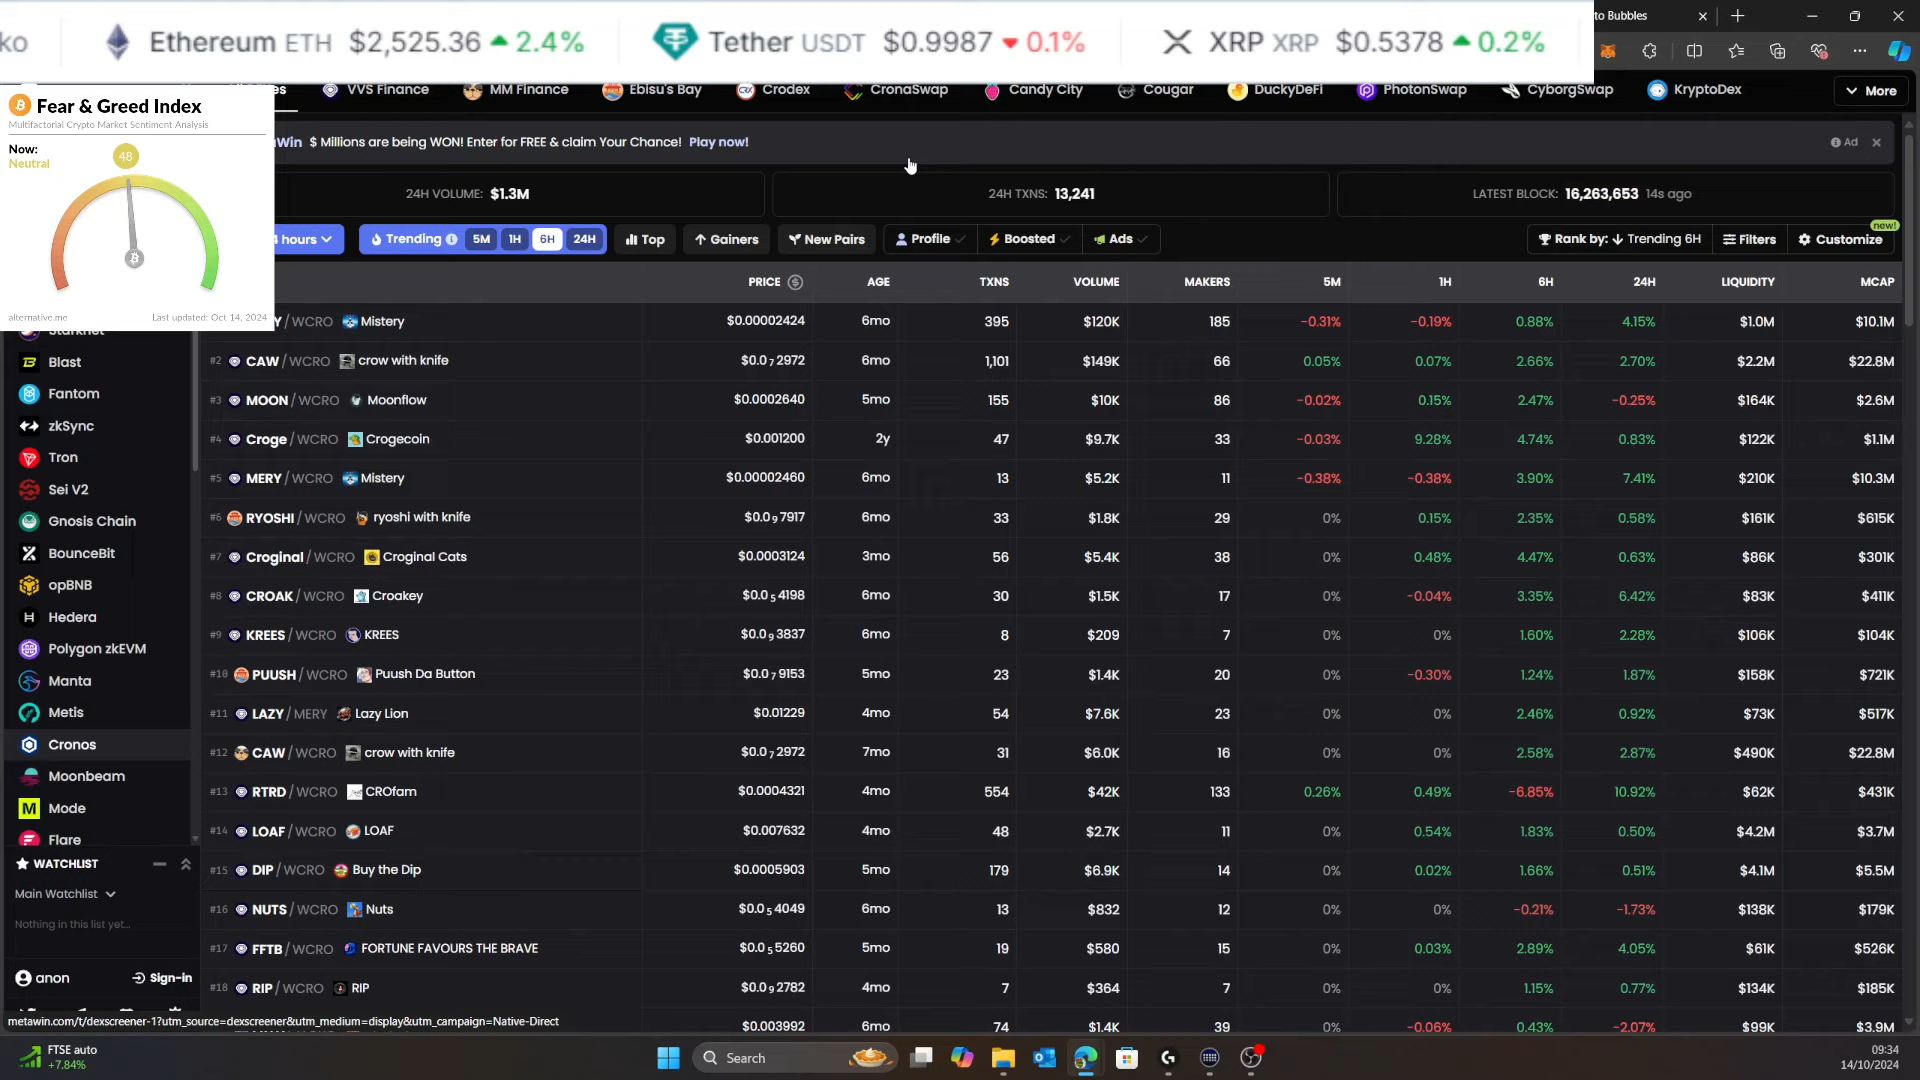 to Bubbles
ko Ethereum ETH $2,525.36 2.4% Tether USDT $0.9987 0.1% XRP XRP $0.5378 0.2%
VVS Finance MM Finance Ebisu's Bay Crodex CronaSwap Candy City Cougar DuckyDeFi PhotonSwap CyborgSwap KryptoDex More
Fear & Greed Index
Multifactorial Crypto Market Sentiment Analysis
Now:
Neutral
48
alternative.me Last updated: Oct 14, 2024
Win $ Millions are being WON! Enter for FREE & claim Your Chance! Play now! Ad
24H VOLUME: $1.3M 24H TXNS: 13,241 LATEST BLOCK: 16,263,653 14s ago
hours Trending 5M 1H 6H 24H Top Gainers New Pairs Profile Boosted Ads Rank by: Trending 6H Filters Customize new!
PRICE AGE TXNS VOLUME MAKERS 5M 1H 6H 24H LIQUIDITY MCAP
Y/WCRO Mistery $0.00002424 6mo 395 $120K 185 -0.31% -0.19% 0.88% 4.15% $1.0M $10.1M
#2 CAW/WCRO crow with knife $0.0₇2972 6mo 1,101 $149K 66 0.05% 0.07% 2.66% 2.70% $2.2M $22.8M
#3 MOON/WCRO Moonflow $0.0002640 5mo 155 $10K 86 -0.02% 0.15% 2.47% -0.25% $164K $2.6M
#4 Croge/WCRO Crogecoin $0.001200 2y 47 $9.7K 33 -0.03% 9.28% 4.74% 0.83% $122K $1.1M
#5 MERY/WCRO Mistery $0.00002460 6mo 13 $5.2K 11 -0.38% -0.38% 3.90% 7.41% $210K $10.3M
#6 RYOSHI/WCRO ryoshi with knife $0.0₉7917 6mo 33 $1.8K 29 0% 0.15% 2.35% 0.58% $161K $615K
#7 Croginal/WCRO Croginal Cats $0.0003124 3mo 56 $5.4K 38 0% 0.48% 4.47% 0.63% $86K $301K
#8 CROAK/WCRO Croakey $0.0₅4198 6mo 30 $1.5K 17 0% -0.04% 3.35% 6.42% $83K $411K
#9 KREES/WCRO KREES $0.0₉3837 6mo 8 $209 7 0% 0% 1.60% 2.28% $106K $104K
#10 PUUSH/WCRO Puush Da Button $0.0₇9153 5mo 23 $1.4K 20 0% -0.30% 1.24% 1.87% $158K $721K
#11 LAZY/MERY Lazy Lion $0.01229 4mo 54 $7.6K 23 0% 0% 2.46% 0.92% $73K $517K
#12 CAW/WCRO crow with knife $0.0₇2972 7mo 31 $6.0K 16 0% 0% 2.58% 2.87% $490K $22.8M
#13 RTRD/WCRO CROfam $0.0004321 4mo 554 $42K 133 0.26% 0.49% -6.85% 10.92% $62K $431K
#14 LOAF/WCRO LOAF $0.007632 4mo 48 $2.7K 11 0% 0.54% 1.83% 0.50% $4.2M $3.7M
#15 DIP/WCRO Buy the Dip $0.0005903 5mo 179 $6.9K 14 0% 0.02% 1.66% 0.51% $4.1M $5.5M
#16 NUTS/WCRO Nuts $0.0₅4049 6mo 13 $832 12 0% 0% -0.21% -1.73% $138K $179K
#17 FFTB/WCRO FORTUNE FAVOURS THE BRAVE $0.0₅5260 5mo 19 $580 15 0% 0.03% 2.89% 4.05% $61K $526K
#18 RIP/WCRO RIP $0.0₉2782 4mo 7 $364 7 0% 0% 1.15% 0.77% $134K $185K
$0.003992 6mo 74 $1.4K 39 0% -0.06% 0.43% -2.07% $99K $3.9M
Starknet
Blast
Fantom
zkSync
Tron
Sei V2
Gnosis Chain
BounceBit
opBNB
Hedera
Polygon zkEVM
Manta
Metis
Cronos
Moonbeam
Mode
Flare
WATCHLIST
Main Watchlist
Nothing in this list yet...
anon Sign-in
metawin.com/t/dexscreener-1?utm_source=dexscreener&utm_medium=display&utm_campaign=Native-Direct
FTSE auto
+7.84%
Search
09:34
14/10/2024